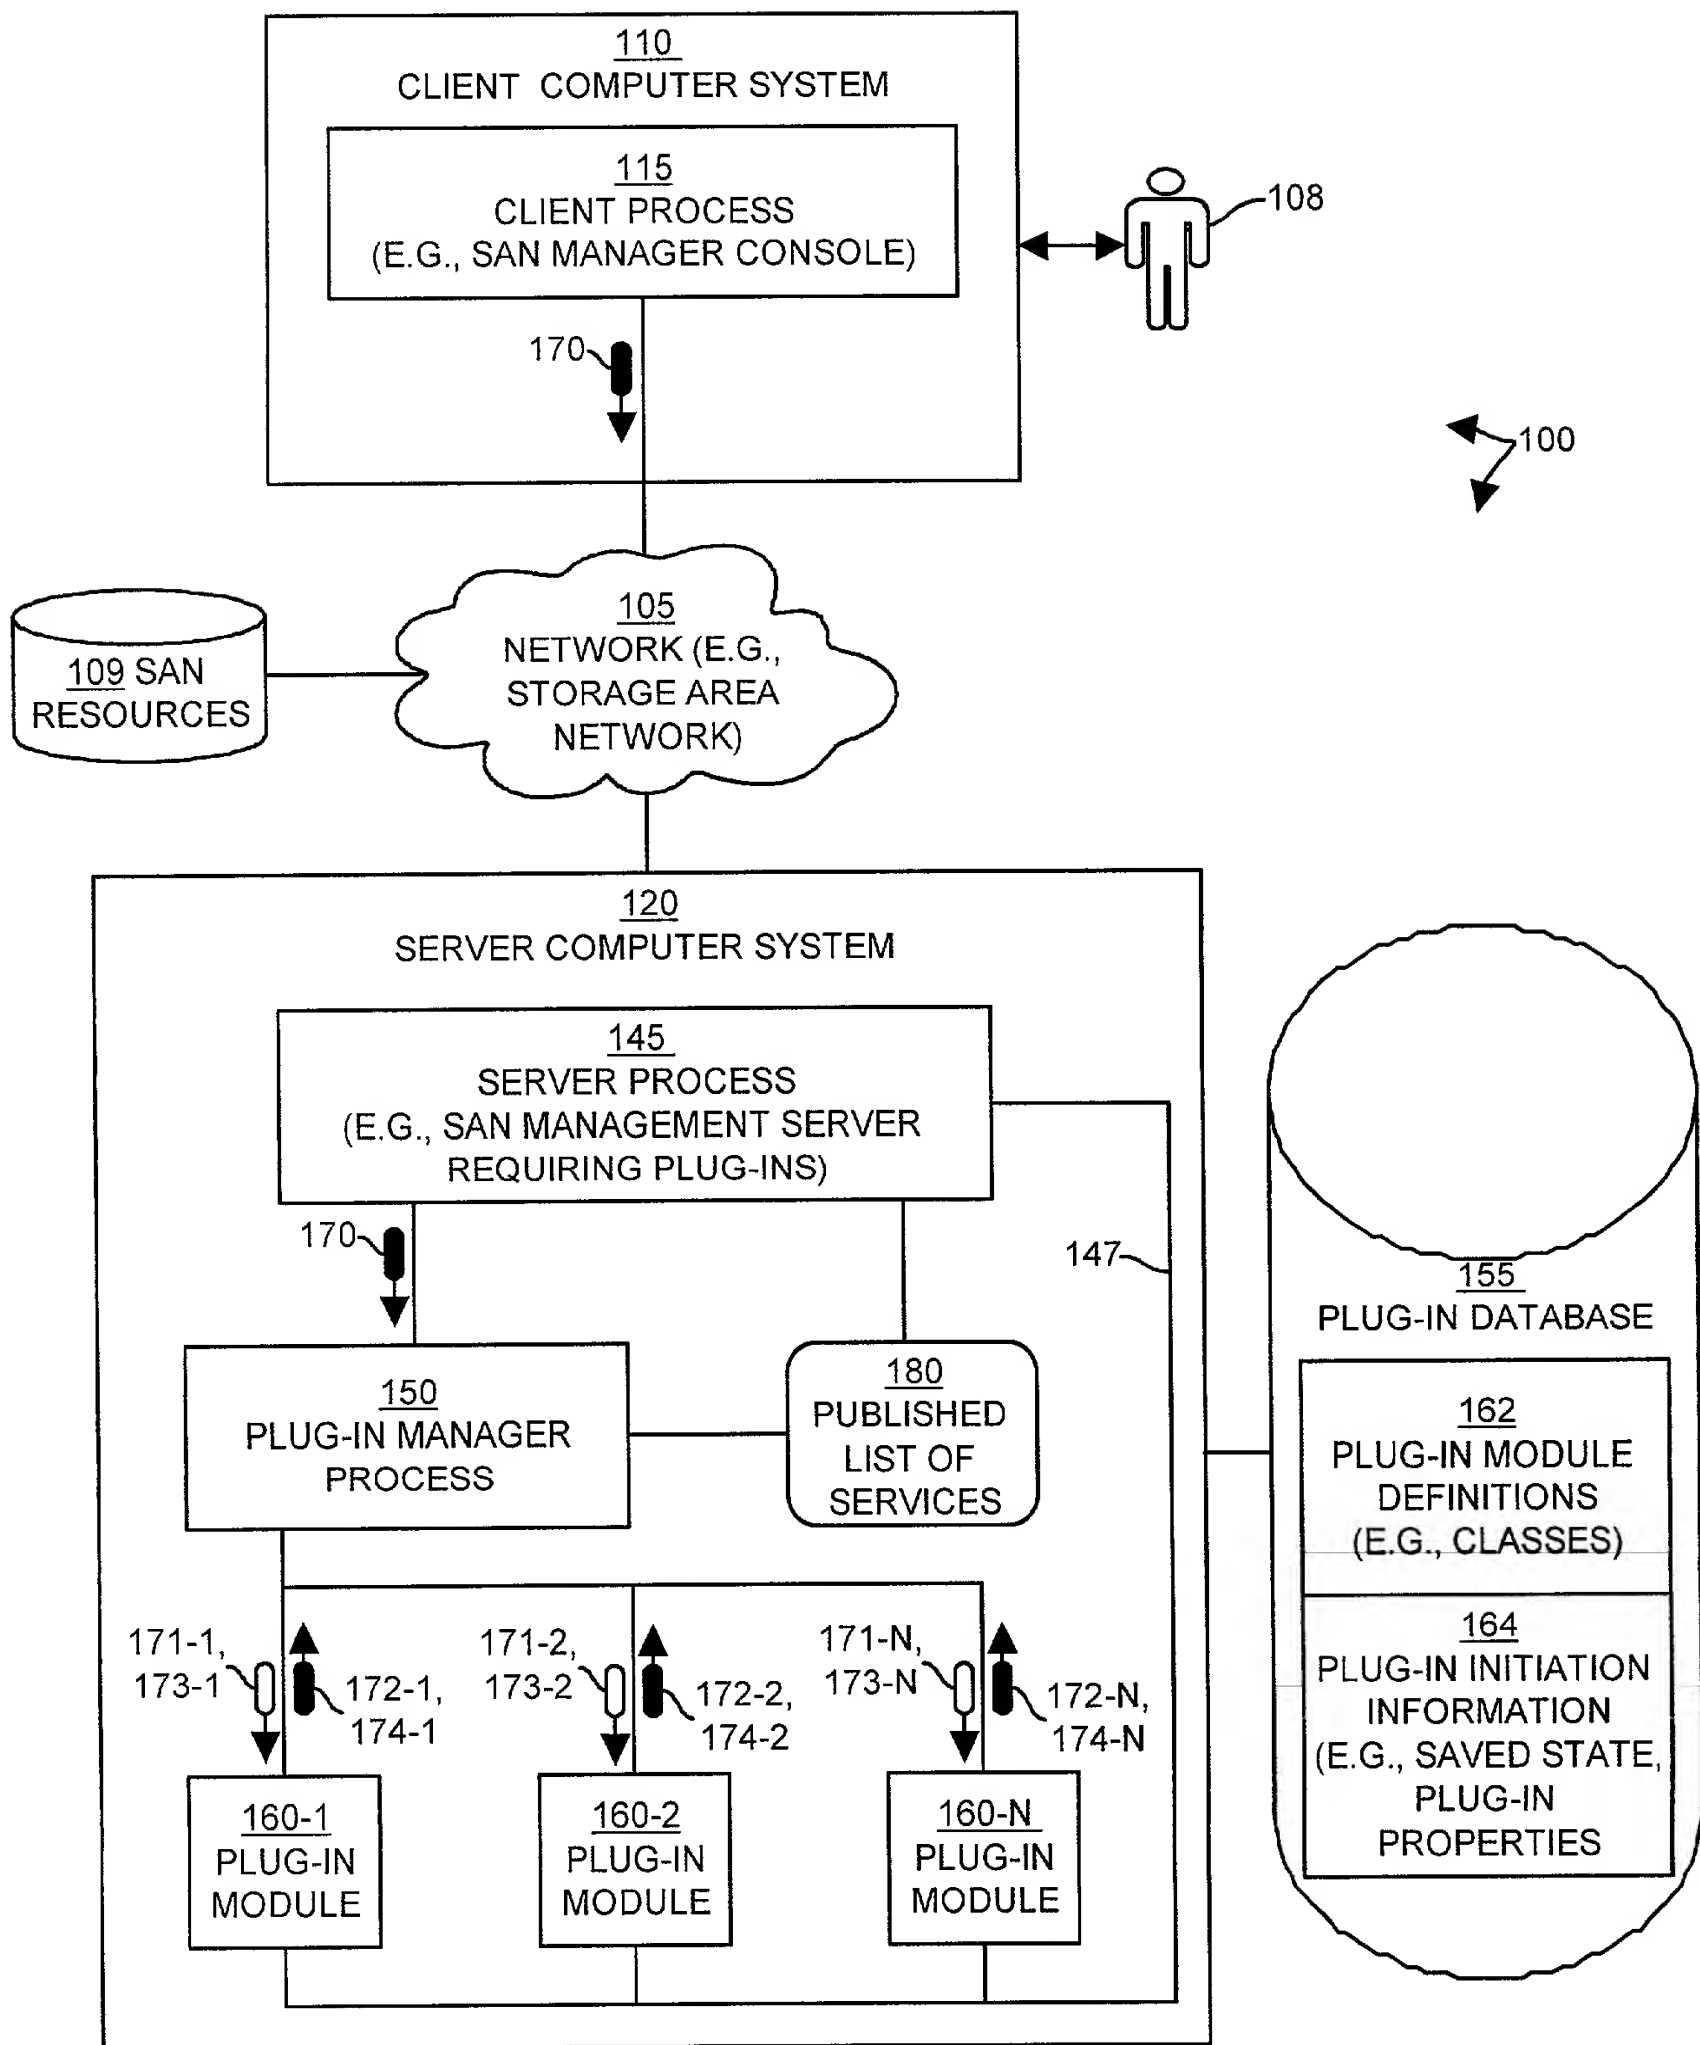 110
CLIENT COMPUTER SYSTEM
115
CLIENT PROCESS
(E.G., SAN MANAGER CONSOLE)
108
170
100
105
NETWORK (E.G.,
STORAGE AREA
NETWORK)
109 SAN
RESOURCES
120
SERVER COMPUTER SYSTEM
145
SERVER PROCESS
(E.G., SAN MANAGEMENT SERVER
REQUIRING PLUG-INS)
170
147
150
PLUG-IN MANAGER
PROCESS
180
PUBLISHED
LIST OF
SERVICES
155
PLUG-IN DATABASE
162
PLUG-IN MODULE
DEFINITIONS
(E.G., CLASSES)
164
PLUG-IN INITIATION
INFORMATION
(E.G., SAVED STATE,
PLUG-IN
PROPERTIES
171-1,
173-1
172-1,
174-1
171-2,
173-2
172-2,
174-2
171-N,
173-N
172-N,
174-N
160-1
PLUG-IN
MODULE
160-2
PLUG-IN
MODULE
160-N
PLUG-IN
MODULE